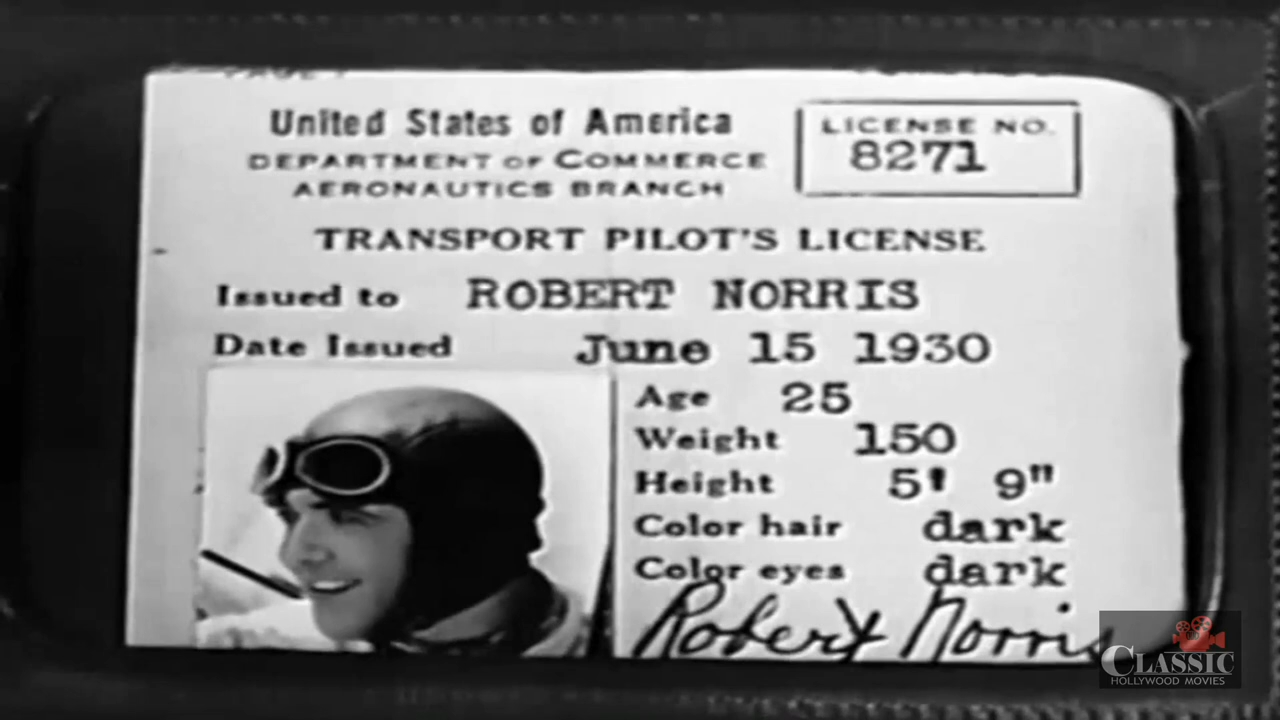 PAGE 1
United States of America
DEPARTMENT OF COMMERCE
AERONAUTICS BRANCH
LICENSE NO.
8271
TRANSPORT PILOT'S LICENSE
Issued to ROBERT NORRIS
Date Issued June 15 1930
Age 25
Weight 150
Height 5' 9"
Color hair dark
Color eyes dark
Robert Norris
CLASSIC
HOLLYWOOD MOVIES